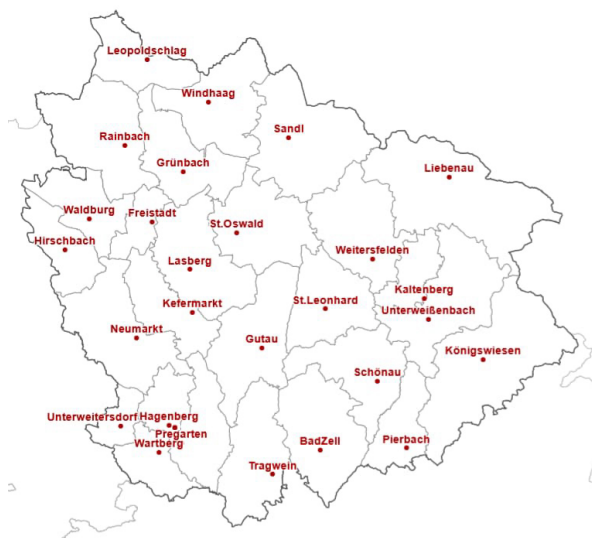 Leopoldschlag
Windhaag
Sandl
Rainbach
Grünbach
Liebenau
Waldburg
Freistadt
St.Oswald
Hirschbach
Weitersfelden
Lasberg
Kaltenberg
St.Leonhard
Kefermarkt
Unterweißenbach
Neumarkt
Gutau
Königswiesen
Schönau
Unterweitersdorf
Hagenberg
Pregarten
Wartberg
BadZell
Pierbach
Tragwein